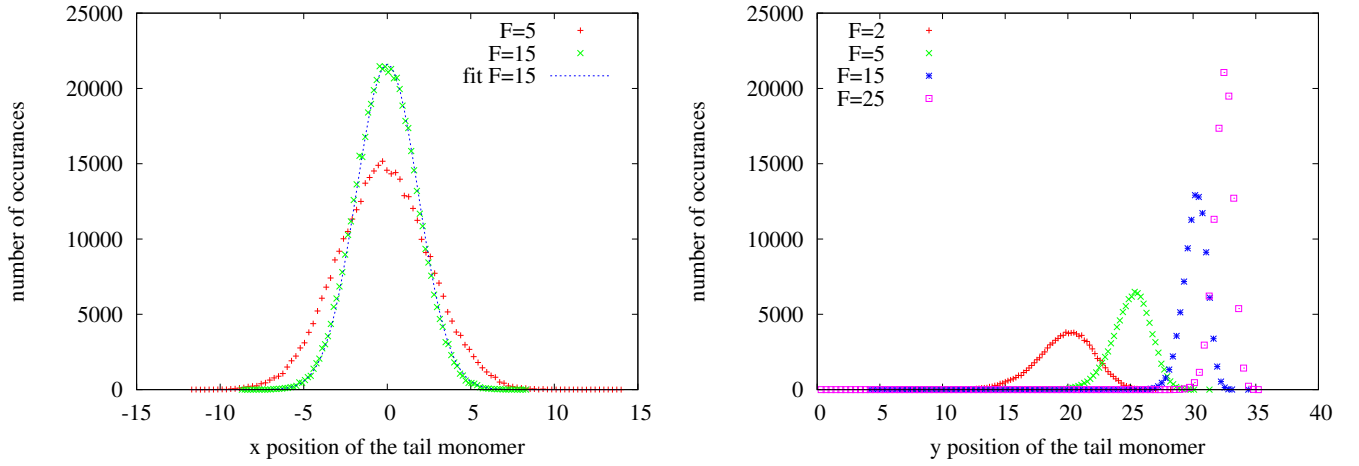 number of occurances
25000
20000
15000
10000
5000
0
-15
-10
-5
0
5
10
15
x position of the tail monomer
F=5
F=15
fit F=15
number of occurances
25000
20000
15000
10000
5000
0
0
5
10
15
20
25
30
35
40
y position of the tail monomer
F=2
F=5
F=15
F=25